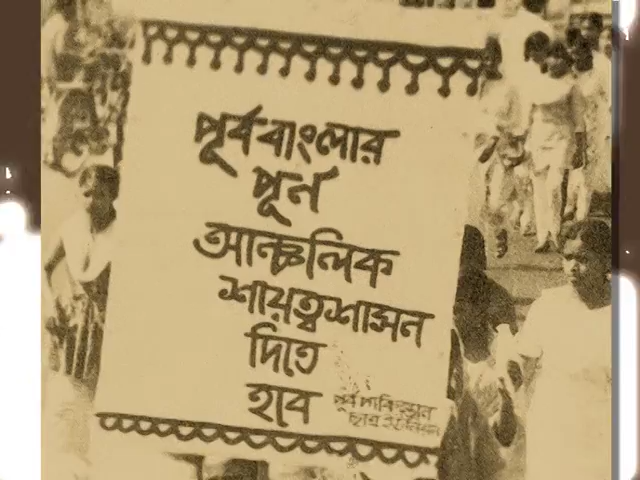 পূর্ববাংলার
পূর্ন
আন্চলিক
শায়ত্বশাসন
দিতে
হবে
পূর্ব পাকিস্তান
ছাত্র ইউনিয়ন